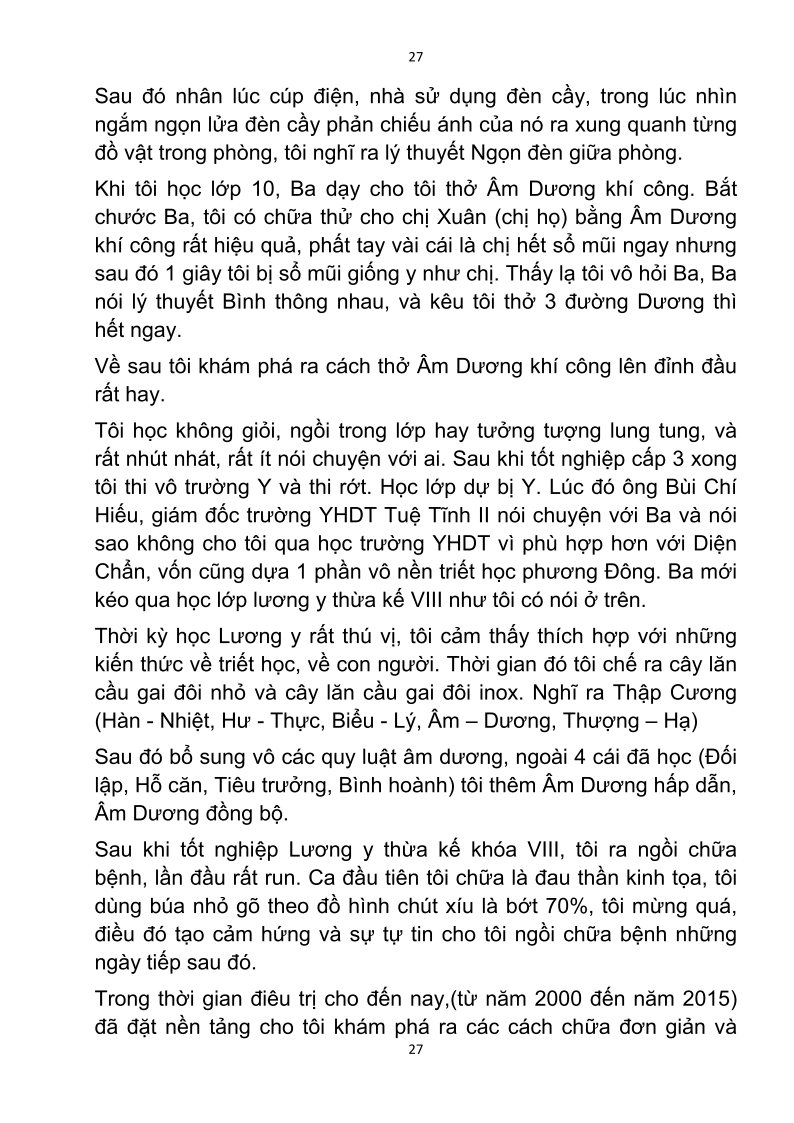 27
Sau đó nhân lúc cúp điện, nhà sử dụng đèn cầy, trong lúc nhìn
ngắm ngọn lửa đèn cầy phản chiếu ánh của nó ra xung quanh từng
đồ vật trong phòng, tôi nghĩ ra lý thuyết Ngọn đèn giữa phòng.
Khi tôi học lớp 10, Ba dạy cho tôi thở Âm Dương khí công. Bắt
chước Ba, tôi có chữa thử cho chị Xuân (chị họ) bằng Âm Dương
khí công rất hiệu quả, phất tay vài cái là chị hết sổ mũi ngay nhưng
sau đó 1 giây tôi bị sổ mũi giống y như chị. Thấy lạ tôi vô hỏi Ba, Ba
nói lý thuyết Bình thông nhau, và kêu tôi thở 3 đường Dương thì
hết ngay.
Về sau tôi khám phá ra cách thở Âm Dương khí công lên đỉnh đầu
rất hay.
Tôi học không giỏi, ngồi trong lớp hay tưởng tượng lung tung, và
rất nhút nhát, rất ít nói chuyện với ai. Sau khi tốt nghiệp cấp 3 xong
tôi thi vô trường Y và thi rớt. Học lớp dự bị Y. Lúc đó ông Bùi Chí
Hiếu, giám đốc trường YHDT Tuệ Tĩnh II nói chuyện với Ba và nói
sao không cho tôi qua học trường YHDT vì phù hợp hơn với Diện
Chẩn, vốn cũng dựa 1 phần vô nền triết học phương Đông. Ba mới
kéo qua học lớp lương y thừa kế VIII như tôi có nói ở trên.
Thời kỳ học Lương y rất thú vị, tôi cảm thấy thích hợp với những
kiến thức về triết học, về con người. Thời gian đó tôi chế ra cây lăn
cầu gai đôi nhỏ và cây lăn cầu gai đôi inox. Nghĩ ra Thập Cương
(Hàn - Nhiệt, Hư - Thực, Biểu - Lý, Âm – Dương, Thượng – Hạ)
Sau đó bổ sung vô các quy luật âm dương, ngoài 4 cái đã học (Đối
lập, Hỗ căn, Tiêu trưởng, Bình hoành) tôi thêm Âm Dương hấp dẫn,
Âm Dương đồng bộ.
Sau khi tốt nghiệp Lương y thừa kế khóa VIII, tôi ra ngồi chữa
bệnh, lần đầu rất run. Ca đầu tiên tôi chữa là đau thần kinh tọa, tôi
dùng búa nhỏ gõ theo đồ hình chút xíu là bớt 70%, tôi mừng quá,
điều đó tạo cảm hứng và sự tự tin cho tôi ngồi chữa bệnh những
ngày tiếp sau đó.
Trong thời gian điêu trị cho đến nay,(từ năm 2000 đến năm 2015)
đã đặt nền tảng cho tôi khám phá ra các cách chữa đơn giản và
27